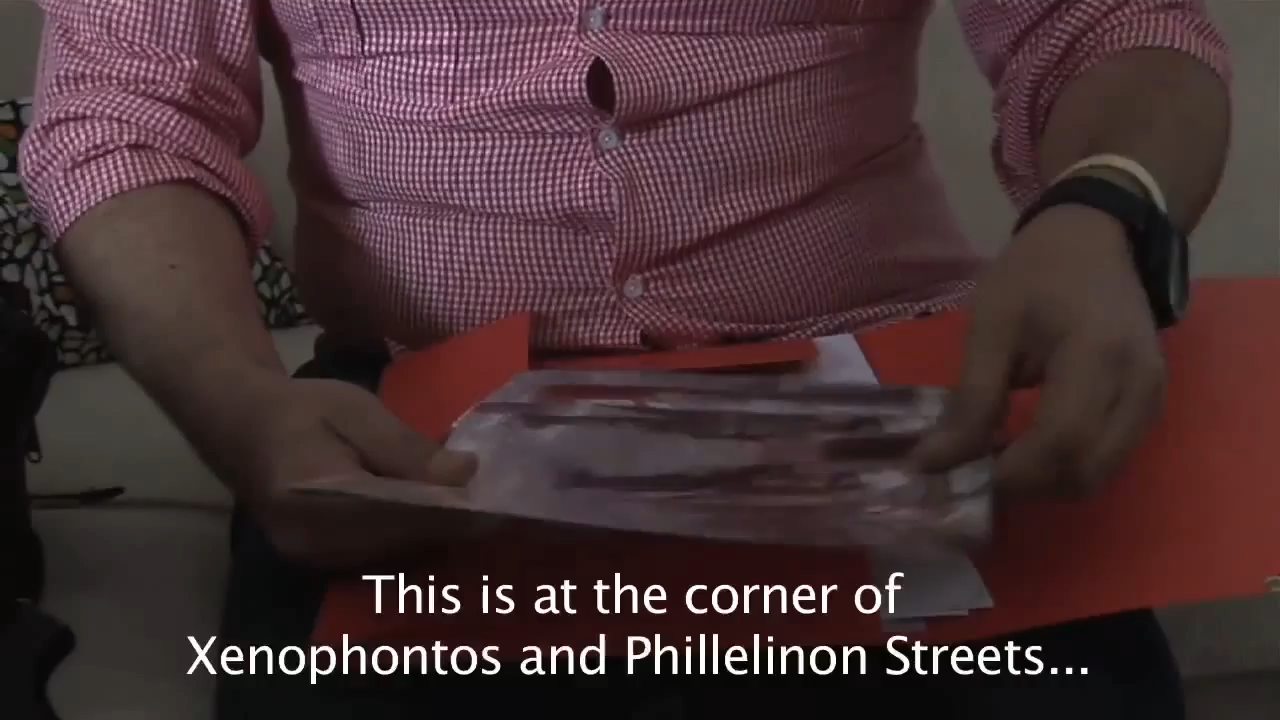 This is at the corner of
Xenophontos and Phillelinon Streets...